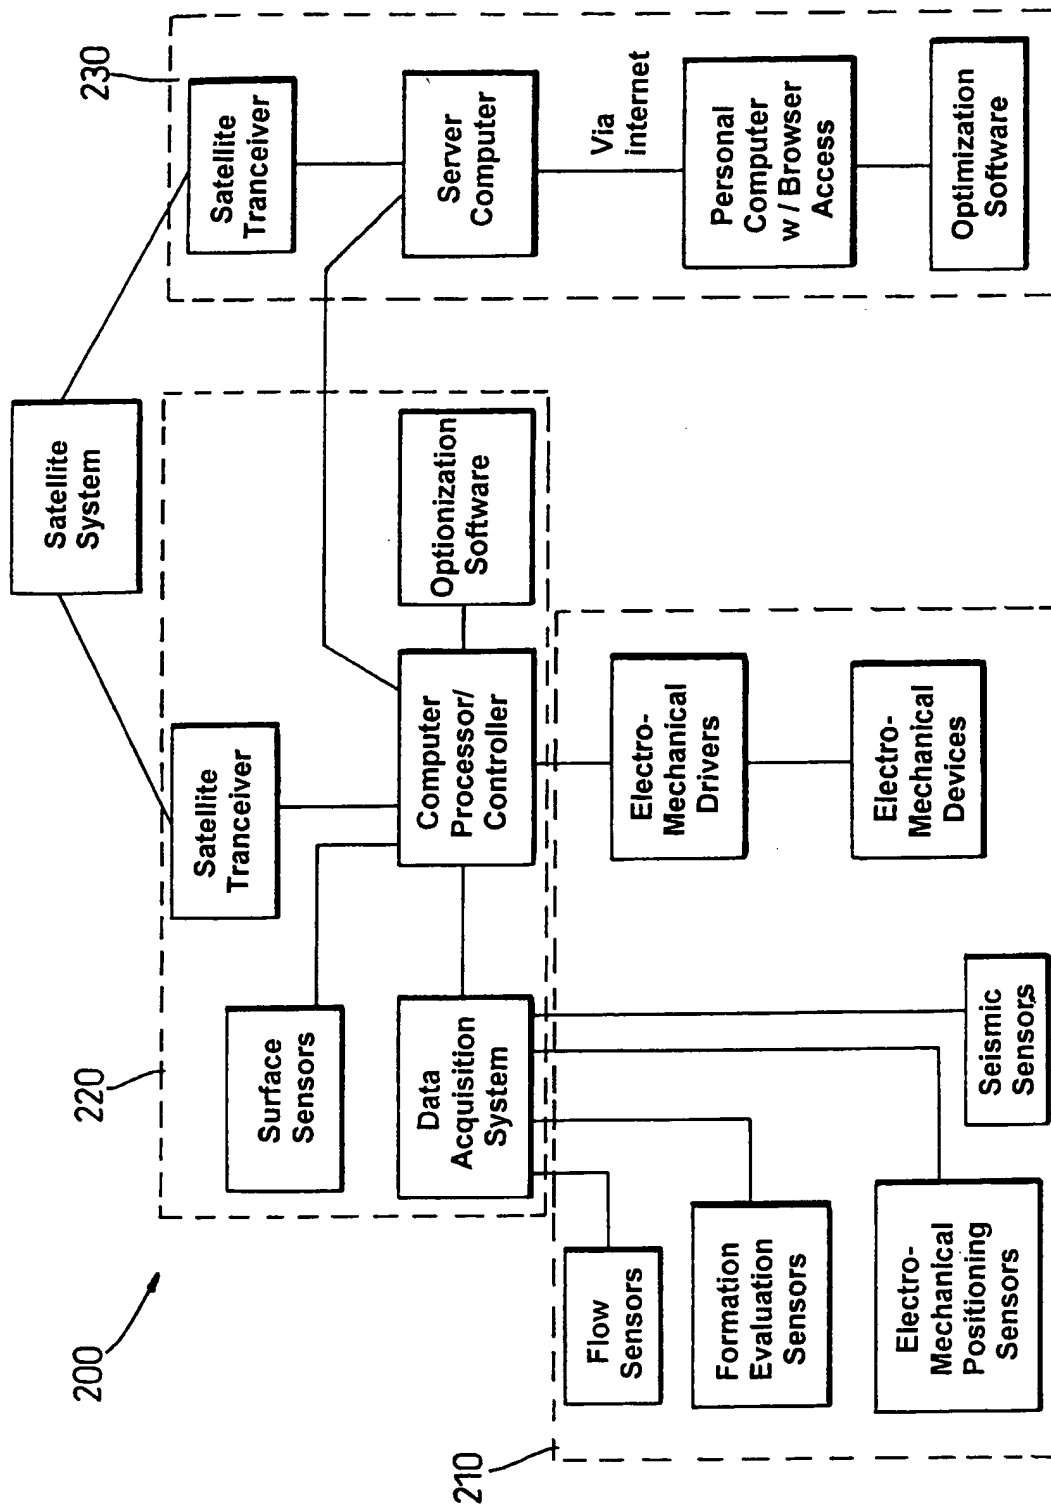 200
Satellite
System
230
Satellite
Tranceiver
Server
Computer
Via
internet
Personal
Computer
w / Browser
Access
Optimization
Software
220
Surface
Sensors
Satellite
Tranceiver
Data
Acquisition
System
Computer
Processor/
Controller
Optionization
Software
210
Flow
Sensors
Formation
Evaluation
Sensors
Electro-
Mechanical
Positioning
Sensors
Seismic
Sensors
Electro-
Mechanical
Drivers
Electro-
Mechanical
Devices